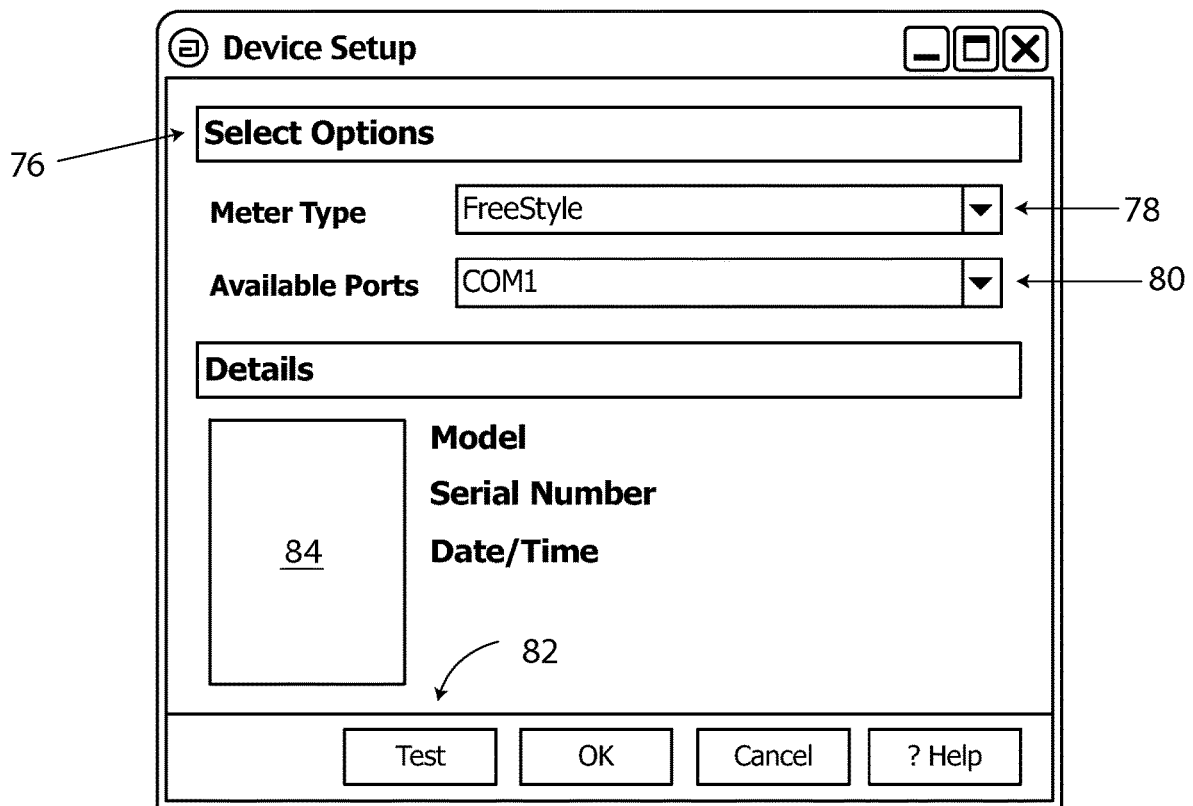 Device Setup
76
Select Options
Meter Type
FreeStyle
78
Available Ports
COM1
80
Details
84
Model
Serial Number
Date/Time
82
Test
OK
Cancel
? Help